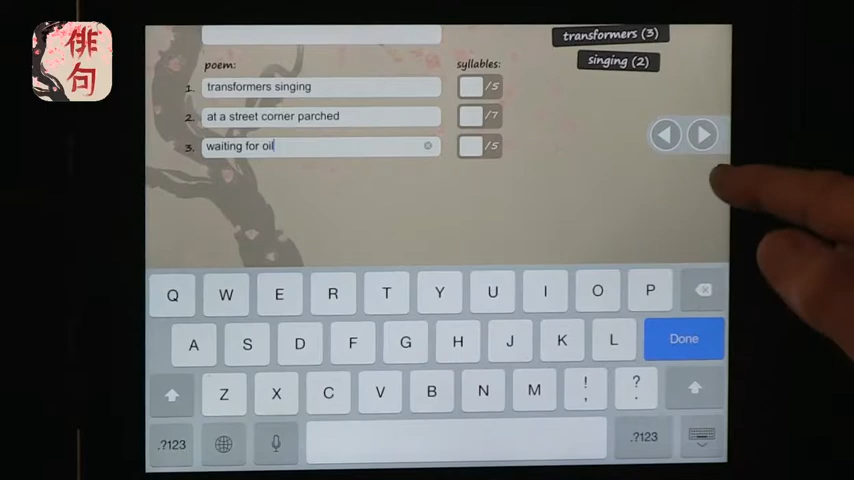 俳
句
transformers (3)
singing (2)
poem:
syllables:
1. transformers singing /5
2. at a street corner parched /7
3. waiting for oil /5
Q W E R T Y U I O P
A S D F G H J K L Done
Z X C V B N M ! , ? .
.?123 .?123